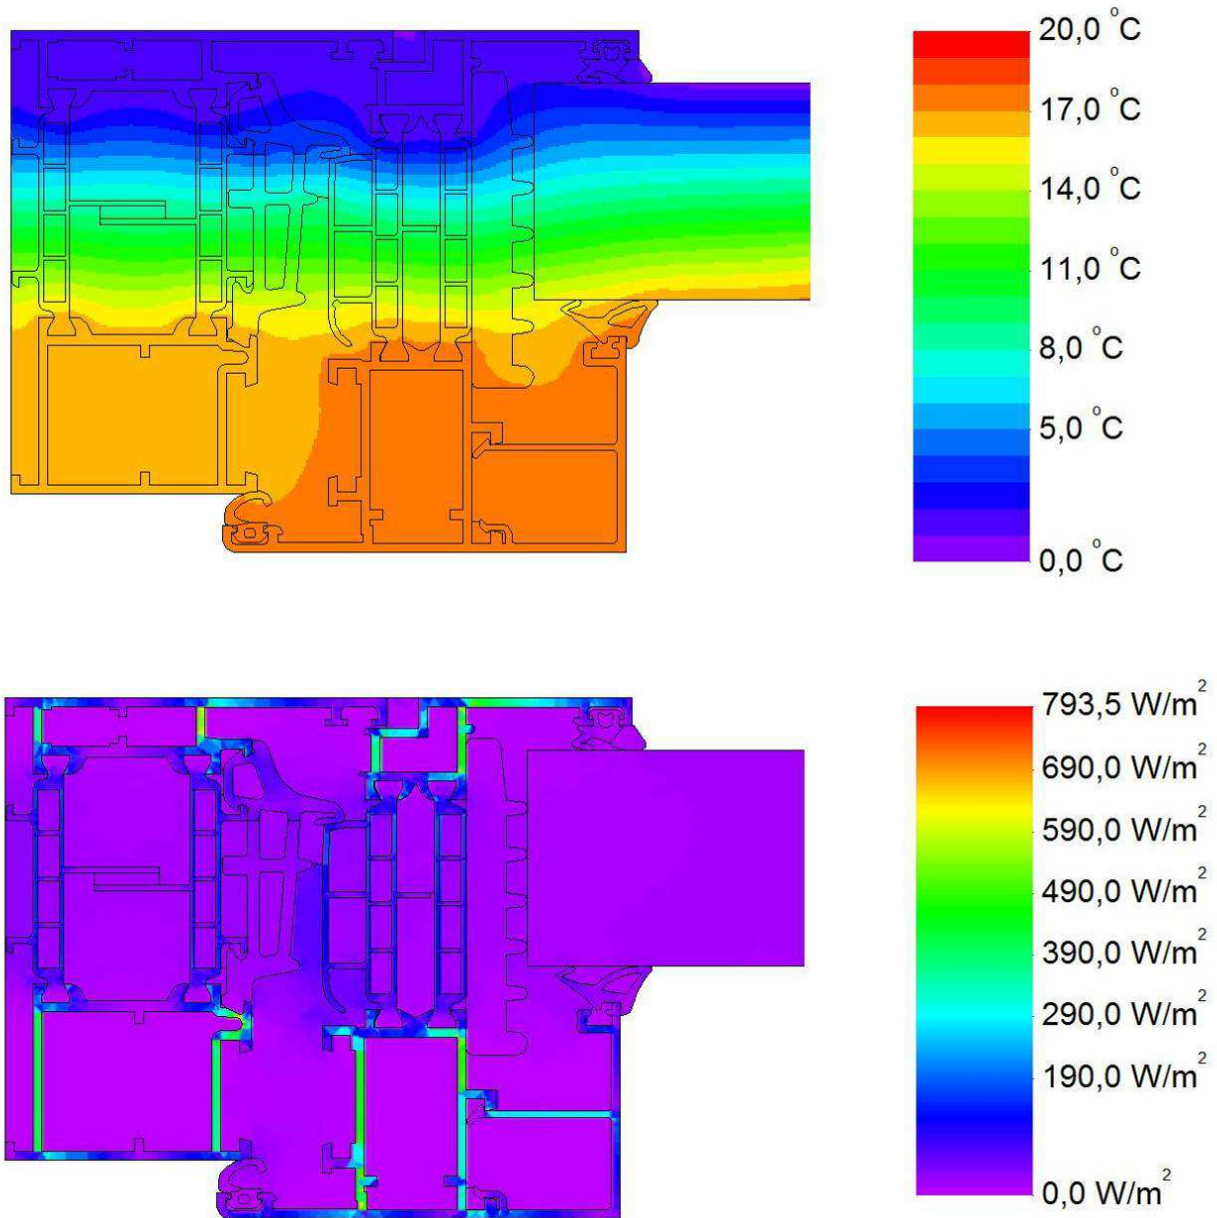 20,0 °C
17,0 °C
14,0 °C
11,0 °C
8,0 °C
5,0 °C
0,0 °C
793,5 W/m²
690,0 W/m²
590,0 W/m²
490,0 W/m²
390,0 W/m²
290,0 W/m²
190,0 W/m²
0,0 W/m²